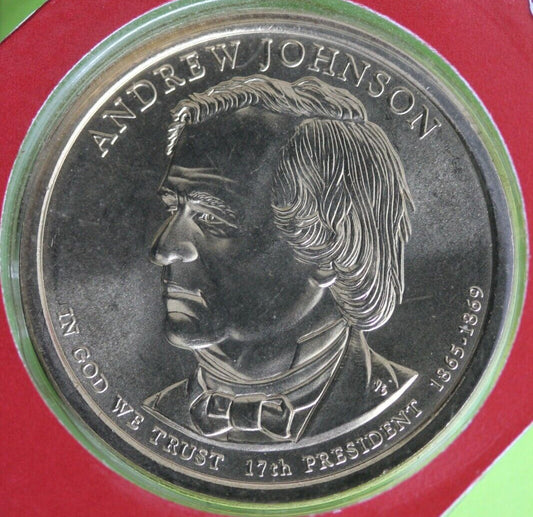 ANDREW JOHNSON
IN GOD WE TRUST 17th PRESIDENT 1865-1869